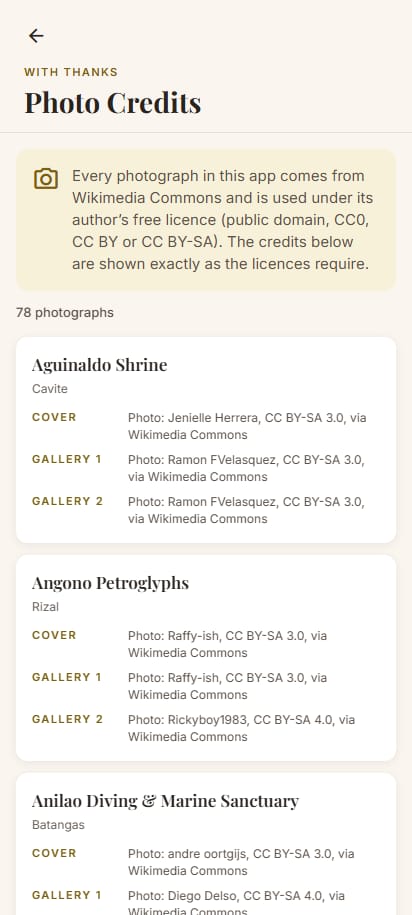 WITH THANKS
Photo Credits
Every photograph in this app comes from
Wikimedia Commons and is used under its
author’s free licence (public domain, CC0,
CC BY or CC BY-SA). The credits below
are shown exactly as the licences require.
78 photographs
Aguinaldo Shrine
Cavite
COVER Photo: Jenielle Herrera, CC BY-SA 3.0, via
Wikimedia Commons
GALLERY 1 Photo: Ramon FVelasquez, CC BY-SA 3.0,
via Wikimedia Commons
GALLERY 2 Photo: Ramon FVelasquez, CC BY-SA 3.0,
via Wikimedia Commons
Angono Petroglyphs
Rizal
COVER Photo: Raffy-ish, CC BY-SA 3.0, via
Wikimedia Commons
GALLERY 1 Photo: Raffy-ish, CC BY-SA 3.0, via
Wikimedia Commons
GALLERY 2 Photo: Rickyboy1983, CC BY-SA 4.0, via
Wikimedia Commons
Anilao Diving & Marine Sanctuary
Batangas
COVER Photo: andre oortgijs, CC BY-SA 3.0, via
Wikimedia Commons
GALLERY 1 Photo: Diego Delso, CC BY-SA 4.0, via
Wikimedia Commons